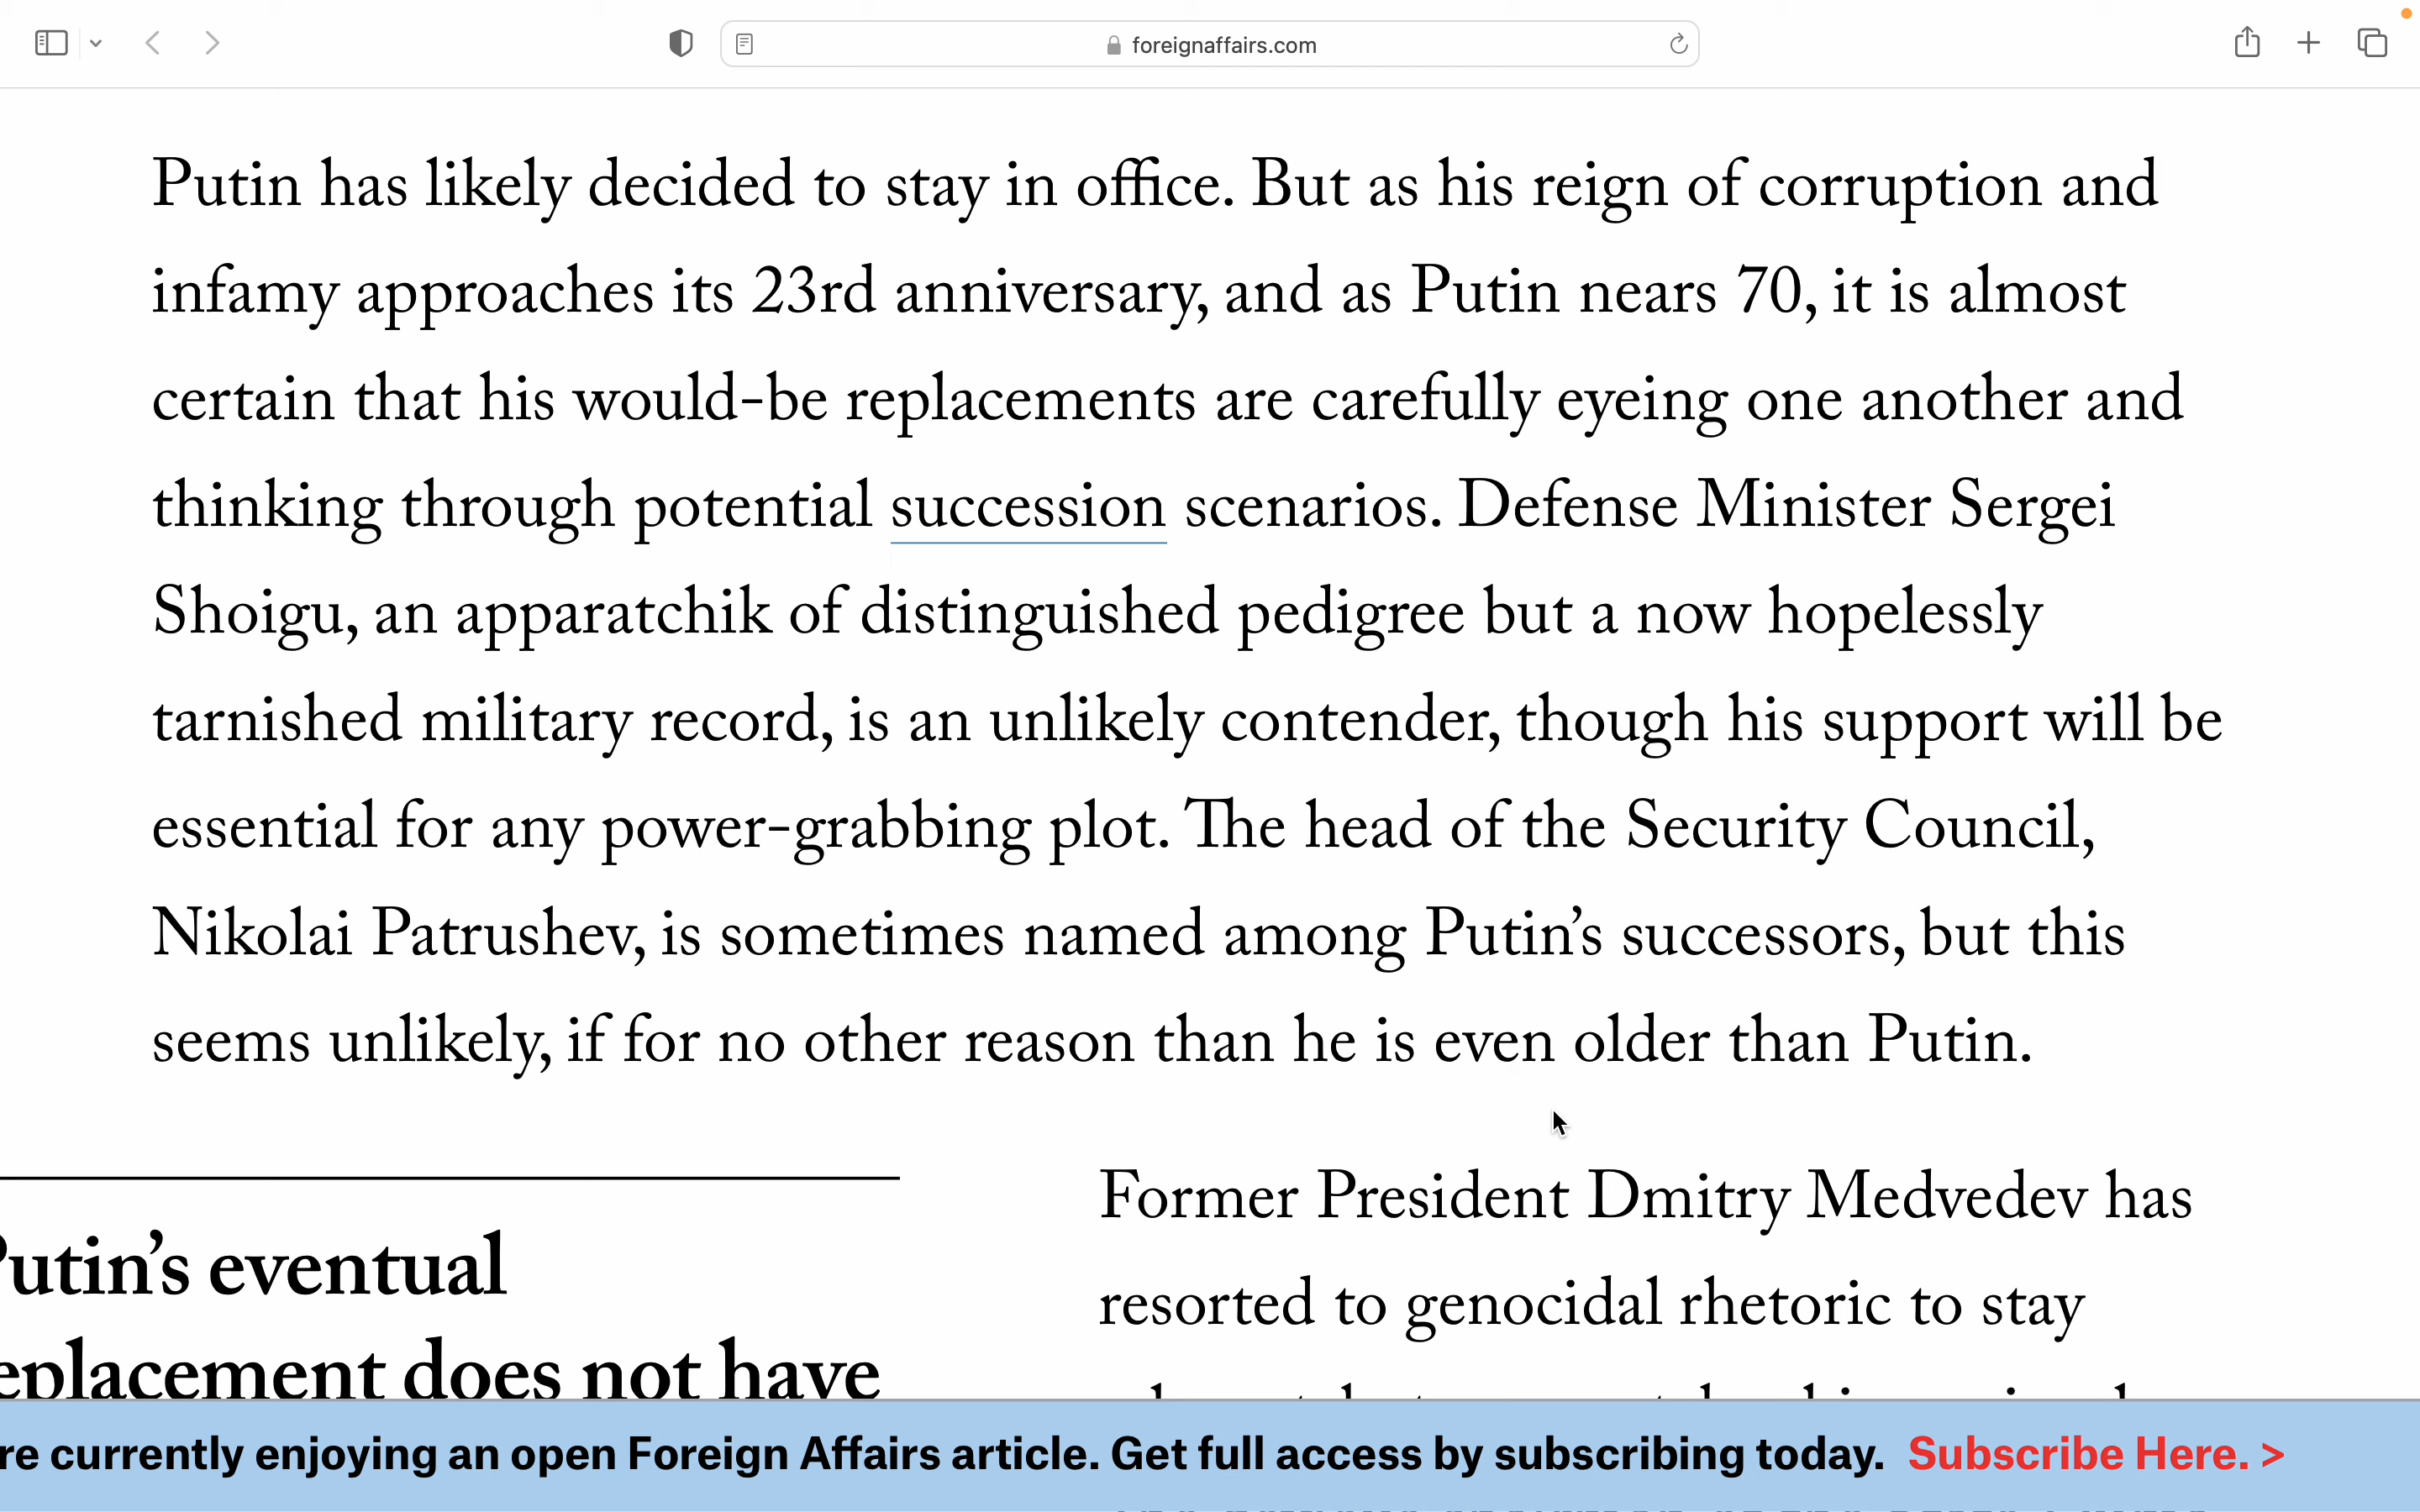 foreignaffairs.com
Putin has likely decided to stay in office. But as his reign of corruption and
infamy approaches its 23rd anniversary, and as Putin nears 70, it is almost
certain that his would-be replacements are carefully eyeing one another and
thinking through potential succession scenarios. Defense Minister Sergei
Shoigu, an apparatchik of distinguished pedigree but a now hopelessly
tarnished military record, is an unlikely contender, though his support will be
essential for any power-grabbing plot. The head of the Security Council,
Nikolai Patrushev, is sometimes named among Putin’s successors, but this
seems unlikely, if for no other reason than he is even older than Putin.
utin’s eventual
eplacement does not have
Former President Dmitry Medvedev has
resorted to genocidal rhetoric to stay
re currently enjoying an open Foreign Affairs article. Get full access by subscribing today. Subscribe Here. >